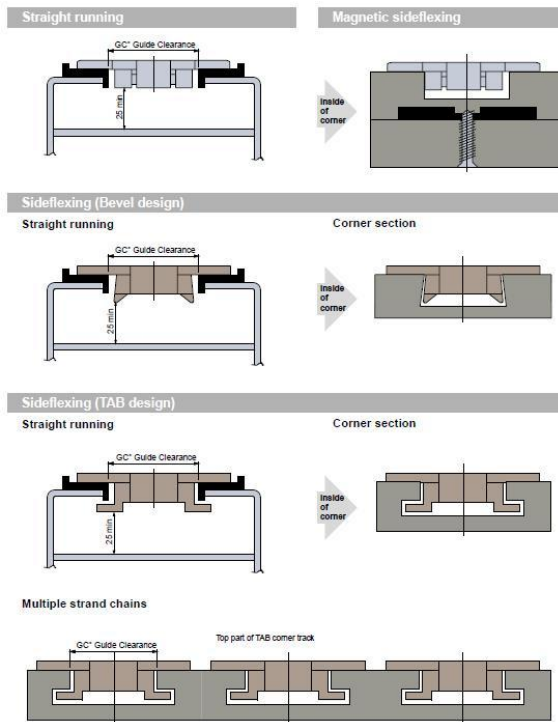 Straight running
Magnetic sideflexing
GC" Guide Clearance
25 min
Inside
of
corner
Sideflexing (Bevel design)
Straight running
Corner section
GC" Guide Clearance
25 min
Inside
of
corner
Sideflexing (TAB design)
Straight running
Corner section
GC" Guide Clearance
25 min
Inside
of
corner
Multiple strand chains
GC" Guide Clearance
Top part of TAB corner track